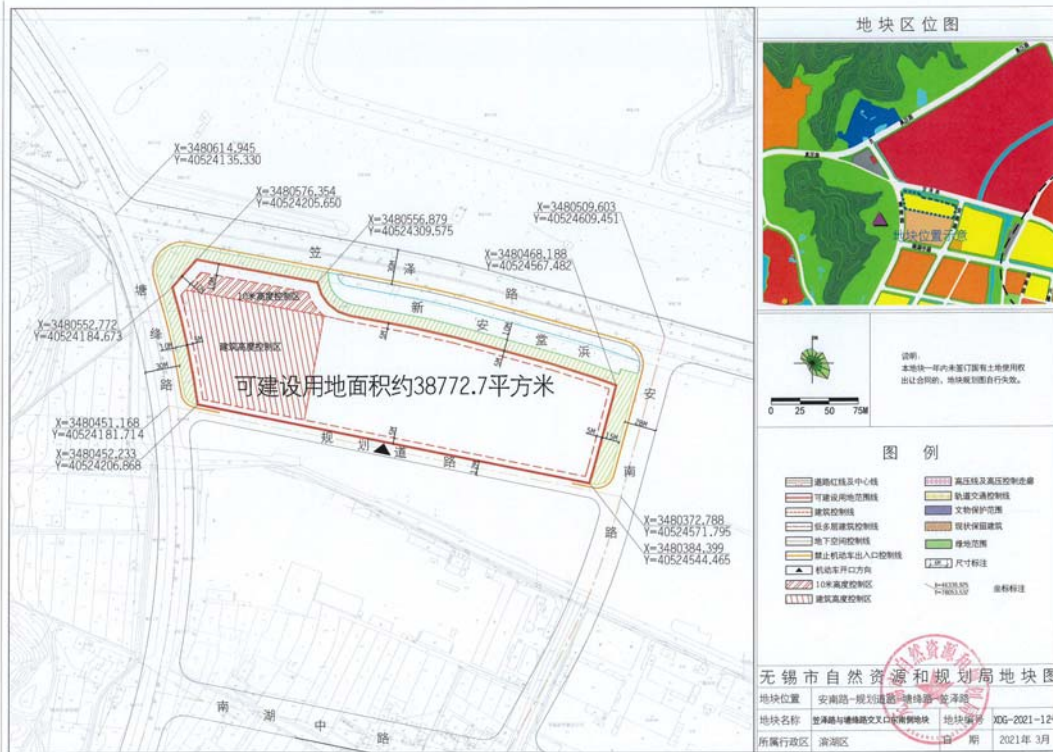 地块区位图
地块位置示意
X=3480614.945
Y=40524135.330
X=3480576.354
Y=40524205.650
X=3480556.879
Y=40524309.575
X=3480509.603
Y=40524609.451
X=3480468.188
Y=40524567.482
笠泽路
新安堂浜
10米高度控制区
建筑高度控制区
X=3480552.772
Y=40524184.673
塘绛路
可建设用地面积约38772.7平方米
安南路
X=3480451.168
Y=40524181.714
X=3480452.233
Y=40524206.868
规划道路
X=3480372.788
Y=40524571.795
X=3480384.399
Y=40524544.465
南湖中路
0 25 50 75M
说明:
本地块一年内未签订国有土地使用权
出让合同的,地块规划图自行失效。
图例
道路红线及中心线
可建设用地范围线
建筑控制线
低多层建筑控制线
地下空间控制线
禁止机动车出入口控制线
机动车开口方向
10米高度控制区
建筑高度控制区
高压线及高压控制走廊
轨道交通控制线
文物保护范围
现状保留建筑
绿地范围
尺寸标注
坐标标注
无锡市自然资源和规划局地块图
地块位置 安南路-规划道路-塘绛路-笠泽路
地块名称 笠泽路与塘绛路交叉口东南侧地块 地块编号 XDG-2021-12
所属行政区 滨湖区 日期 2021年 3月